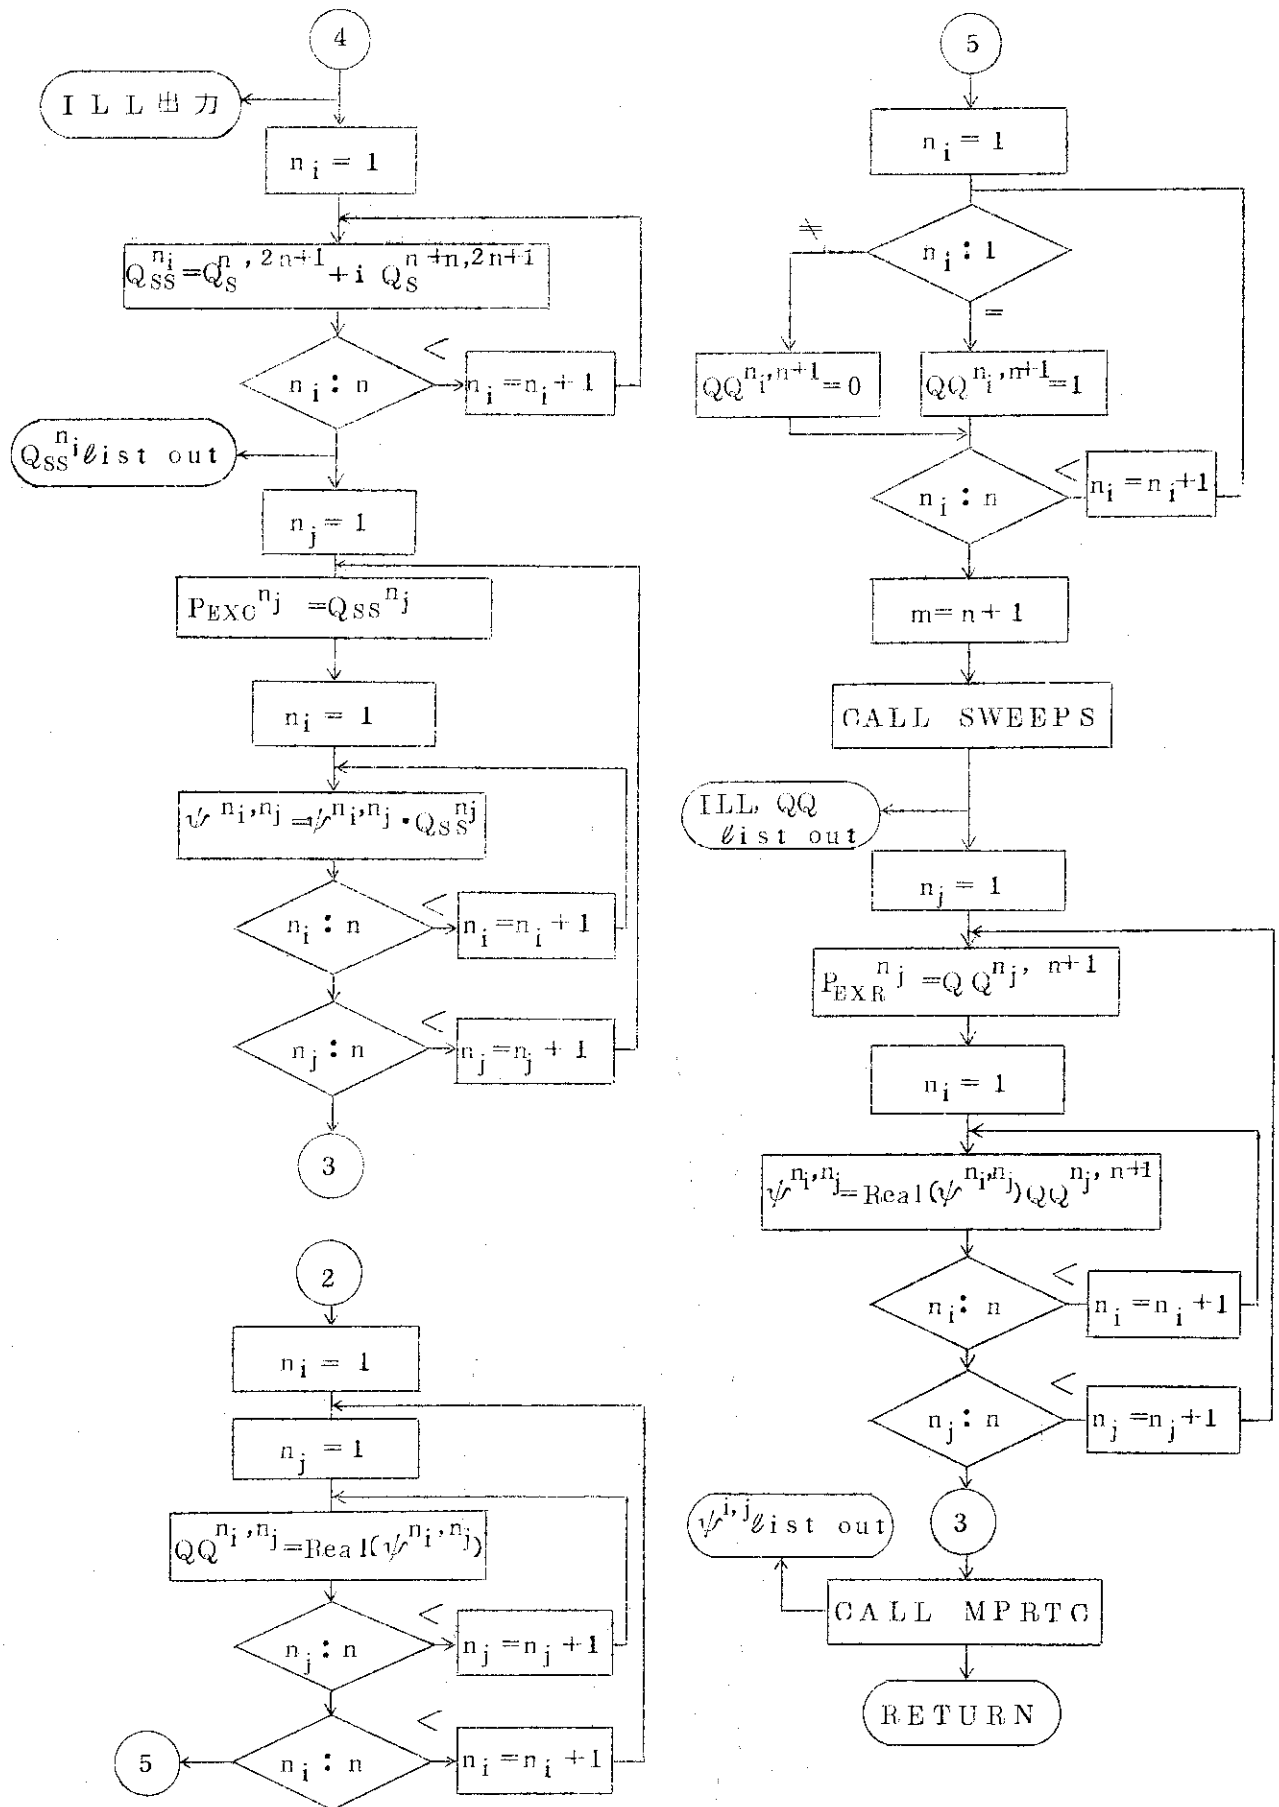 4
ILL出力
n_i = 1
Q_SS^{n_i} = Q_S^{n, 2n+1} + i Q_S^{n+n, 2n+1}
<
n_i : n
n_i = n_i + 1
Q_SS^{n_i} list out
n_j = 1
P_EXC^{n_j} = Q_SS^{n_j}
n_i = 1
ψ^{n_i, n_j} = ψ^{n_i, n_j} · Q_SS^{n_j}
<
n_i : n
n_i = n_i + 1
<
n_j : n
n_j = n_j + 1
3
2
n_i = 1
n_j = 1
QQ^{n_i, n_j} = Real(ψ^{n_i, n_j})
<
n_j : n
n_j = n_j + 1
<
n_i : n
n_i = n_i + 1
5
5
n_i = 1
≠
n_i : 1
=
QQ^{n_i, n+1} = 0
QQ^{n_i, n+1} = 1
<
n_i : n
n_i = n_i + 1
m = n + 1
CALL SWEEPS
ILL, QQ
list out
n_j = 1
P_EXR^{n_j} = QQ^{n_j, n+1}
n_i = 1
ψ^{n_i, n_j} = Real(ψ^{n_i, n_j}) QQ^{n_j, n+1}
<
n_i : n
n_i = n_i + 1
<
n_j : n
n_j = n_j + 1
ψ^{i, j} list out
3
CALL MPRTC
RETURN